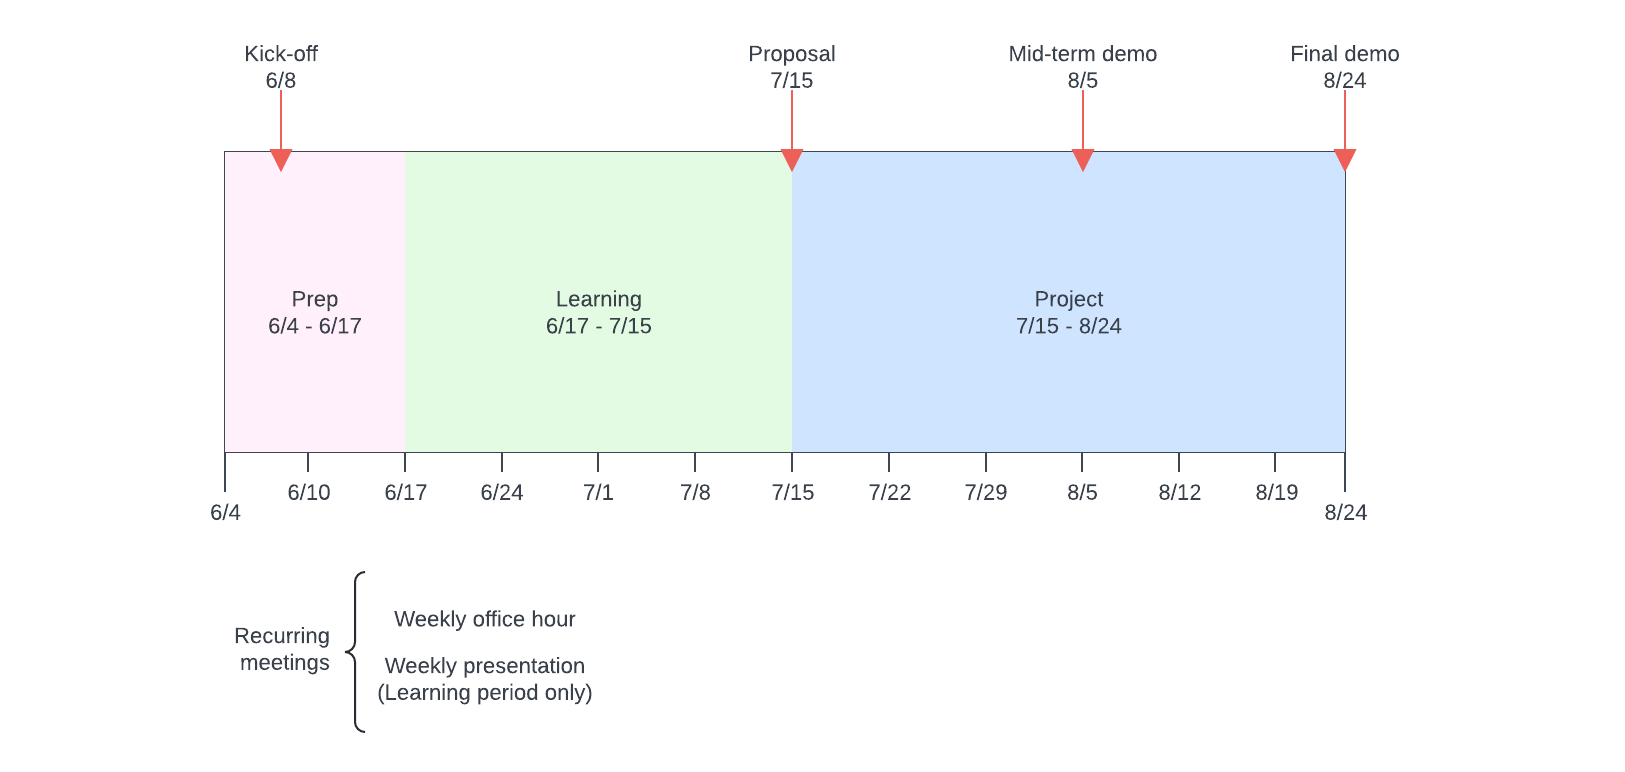 Kick-off
6/8
Proposal
7/15
Mid-term demo
8/5
Final demo
8/24
Prep
6/4 - 6/17
Learning
6/17 - 7/15
Project
7/15 - 8/24
6/4
6/10
6/17
6/24
7/1
7/8
7/15
7/22
7/29
8/5
8/12
8/19
8/24
Recurring
meetings
Weekly office hour
Weekly presentation
(Learning period only)